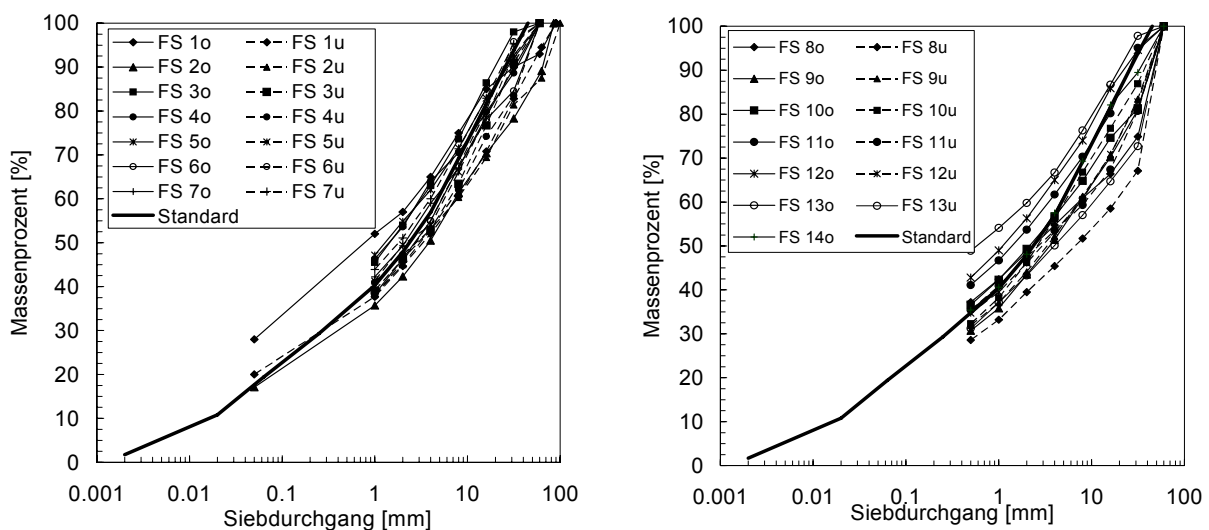 100
90
80
70
60
50
40
30
20
10
0
Massenprozent [%]
FS 1o FS 1u
FS 2o FS 2u
FS 3o FS 3u
FS 4o FS 4u
FS 5o FS 5u
FS 6o FS 6u
FS 7o FS 7u
Standard
0.001 0.01 0.1 1 10 100
Siebdurchgang [mm]
100
90
80
70
60
50
40
30
20
10
0
Massenprozent [%]
FS 8o FS 8u
FS 9o FS 9u
FS 10o FS 10u
FS 11o FS 11u
FS 12o FS 12u
FS 13o FS 13u
FS 14o Standard
0.001 0.01 0.1 1 10 100
Siebdurchgang [mm]